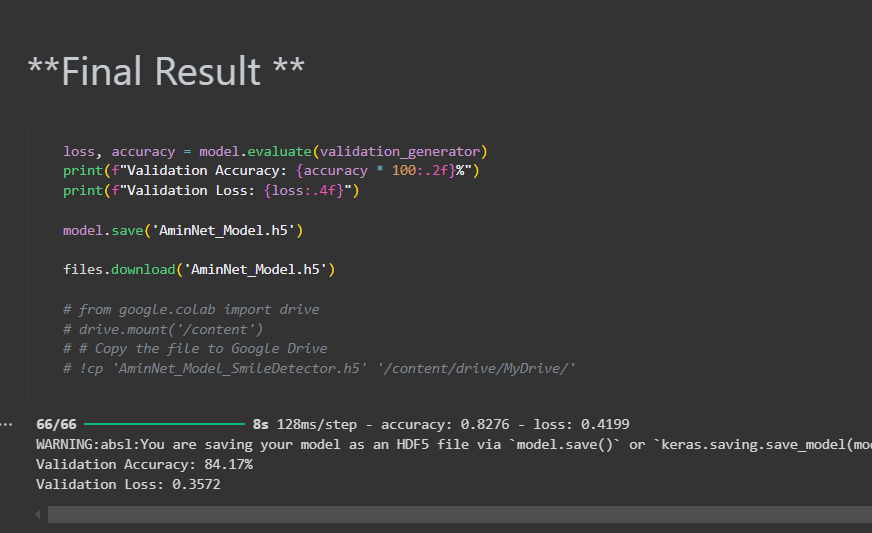 **Final Result **
loss, accuracy = model.evaluate(validation_generator)
print(f"Validation Accuracy: {accuracy * 100:.2f}%")
print(f"Validation Loss: {loss:.4f}")
model.save('AminNet_Model.h5')
files.download('AminNet_Model.h5')
# from google.colab import drive
# drive.mount('/content')
# # Copy the file to Google Drive
# !cp 'AminNet_Model_SmileDetector.h5' '/content/drive/MyDrive/'
66/66 8s 128ms/step - accuracy: 0.8276 - loss: 0.4199
WARNING:absl:You are saving your model as an HDF5 file via `model.save()` or `keras.saving.save_model(mo
Validation Accuracy: 84.17%
Validation Loss: 0.3572